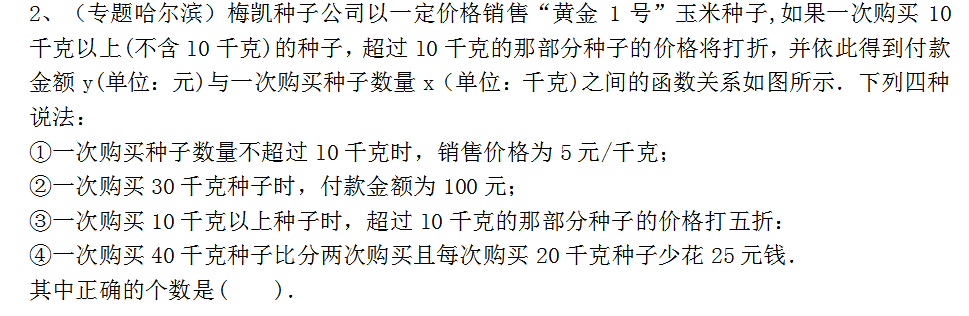 2、（专题哈尔滨）梅凯种子公司以一定价格销售“黄金 1 号”玉米种子,如果一次购买 10
千克以上(不含 10 千克)的种子，超过 10 千克的那部分种子的价格将打折，并依此得到付款
金额 y(单位：元)与一次购买种子数量 x（单位：千克)之间的函数关系如图所示．下列四种
说法：
①一次购买种子数量不超过 10 千克时，销售价格为 5 元/千克；
②一次购买 30 千克种子时，付款金额为 100 元；
③一次购买 10 千克以上种子时，超过 10 千克的那部分种子的价格打五折：
④一次购买 40 千克种子比分两次购买且每次购买 20 千克种子少花 25 元钱．
其中正确的个数是(　　)．